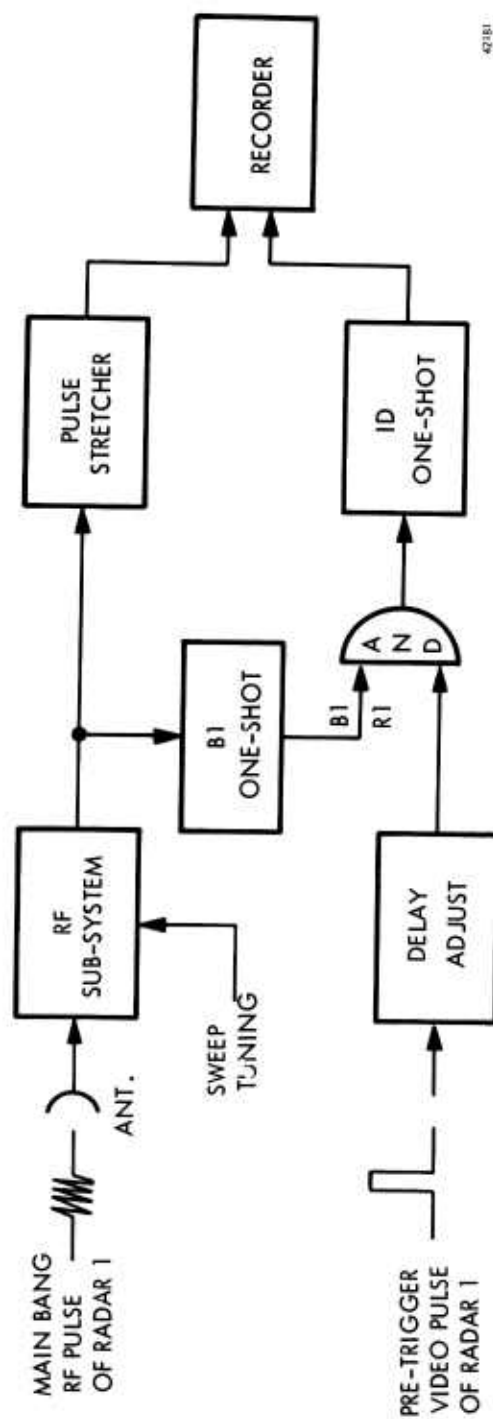 MAIN BANG
RF PULSE
OF RADAR 1
ANT.
RF
SUB-SYSTEM
SWEEP
TUNING
PULSE
STRETCHER
B1
ONE-SHOT
RECORDER
PRE-TRIGGER
VIDEO PULSE
OF RADAR 1
DELAY
ADJUST
B1
R1
A
N
D
ID
ONE-SHOT